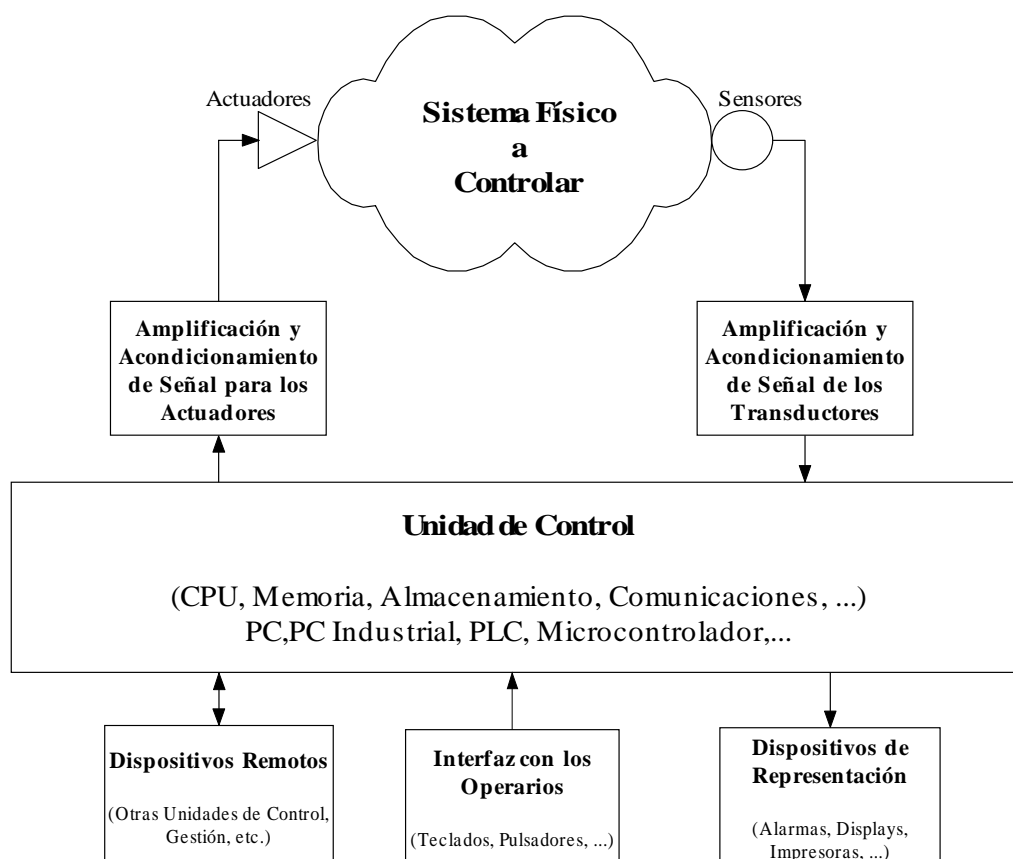 Actuadores
Sistema Físico
a
Controlar
Sensores
Amplificación y
Acondicionamiento
de Señal para los
Actuadores
Amplificación y
Acondicionamiento
de Señal de los
Transductores
Unidad de Control
(CPU, Memoria, Almacenamiento, Comunicaciones, ...)
PC,PC Industrial, PLC, Microcontrolador,...
Dispositivos Remotos
(Otras Unidades de Control,
Gestión, etc.)
Interfaz con los
Operarios
(Teclados, Pulsadores, ...)
Dispositivos de
Representación
(Alarmas, Displays,
Impresoras, ...)